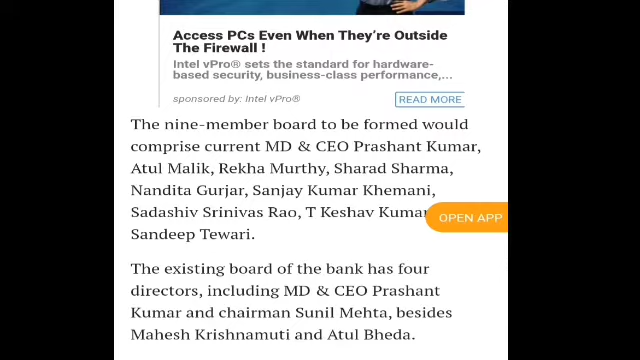 Access PCs Even When They're Outside
The Firewall !
Intel vPro® sets the standard for hardware-
based security, business-class performance,...
sponsored by: Intel vPro®
READ MORE
The nine-member board to be formed would
comprise current MD & CEO Prashant Kumar,
Atul Malik, Rekha Murthy, Sharad Sharma,
Nandita Gurjar, Sanjay Kumar Khemani,
Sadashiv Srinivas Rao, T Keshav Kumar
OPEN APP
Sandeep Tewari.
The existing board of the bank has four
directors, including MD & CEO Prashant
Kumar and chairman Sunil Mehta, besides
Mahesh Krishnamuti and Atul Bheda.